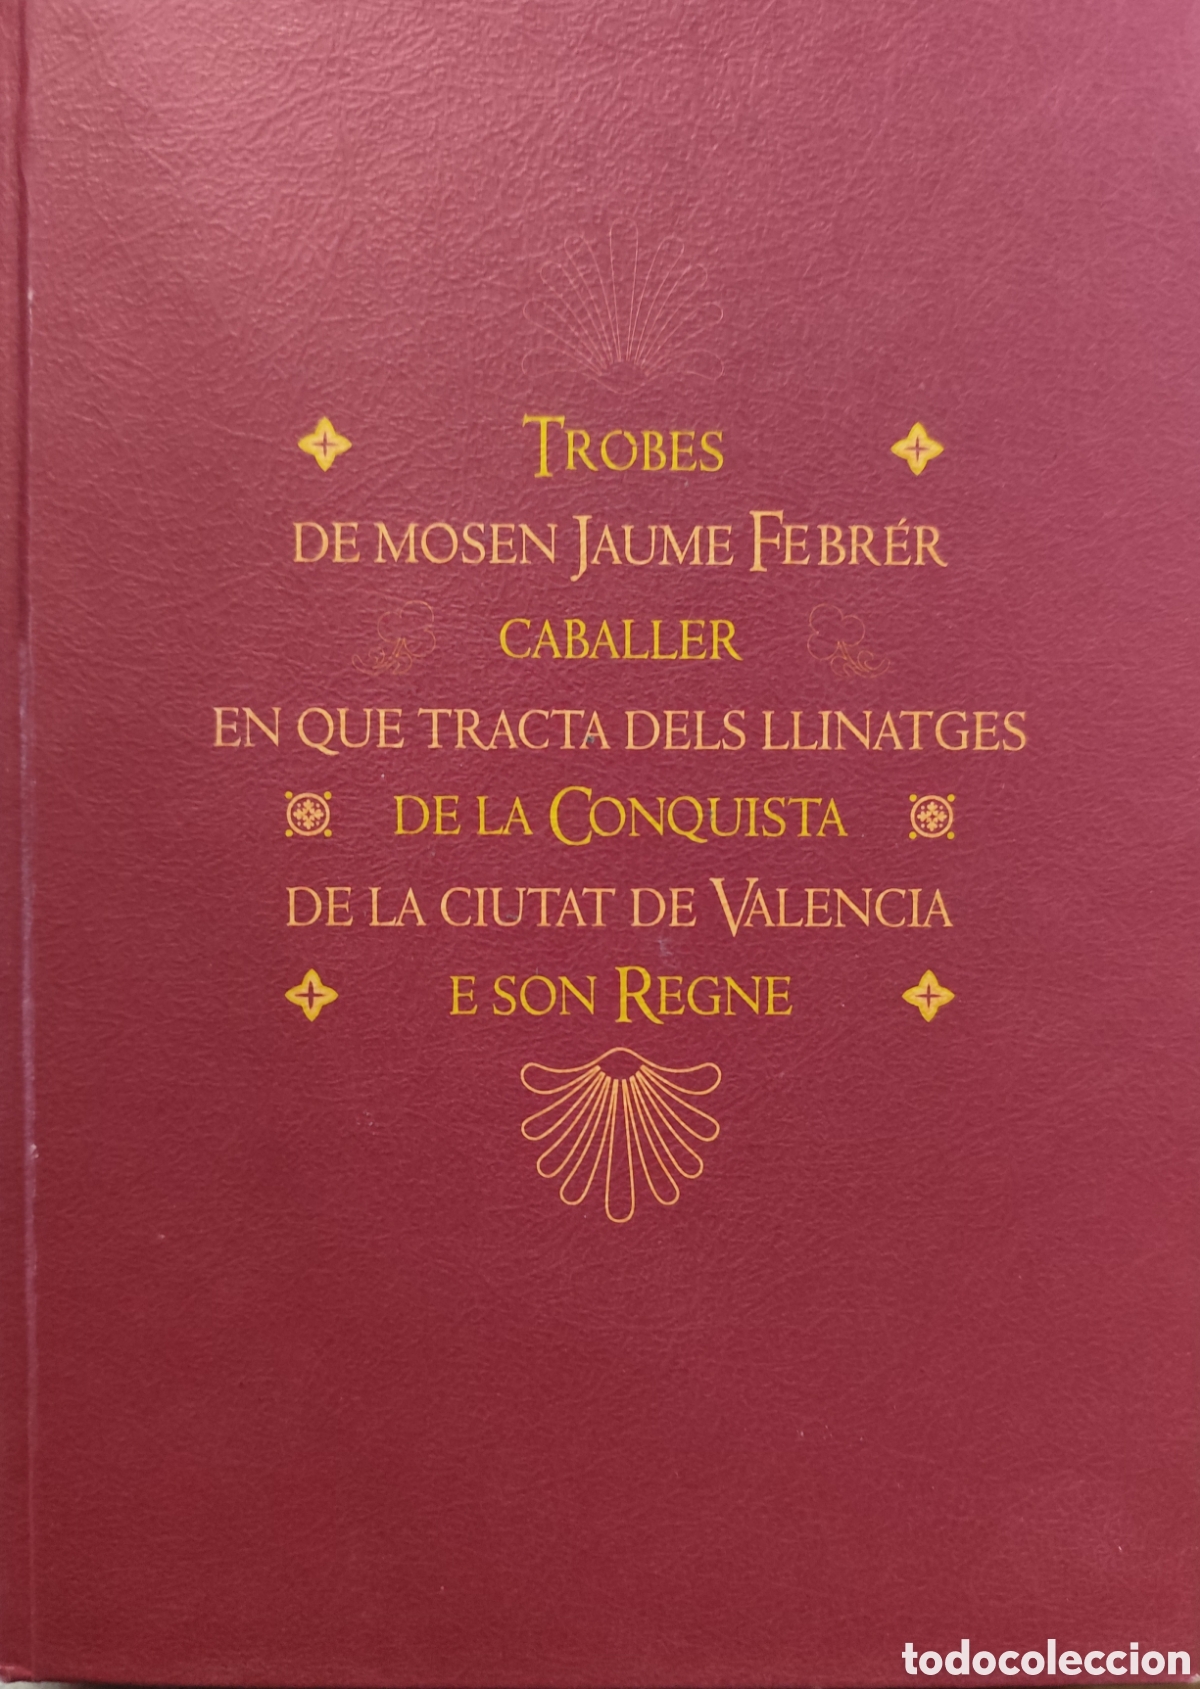 TROBES
DE MOSEN JAUME FEBRÉR
CABALLER
EN QUE TRACTA DELS LLINATGES
DE LA CONQUISTA
DE LA CIUTAT DE VALENCIA
E SON REGNE
todocoleccion